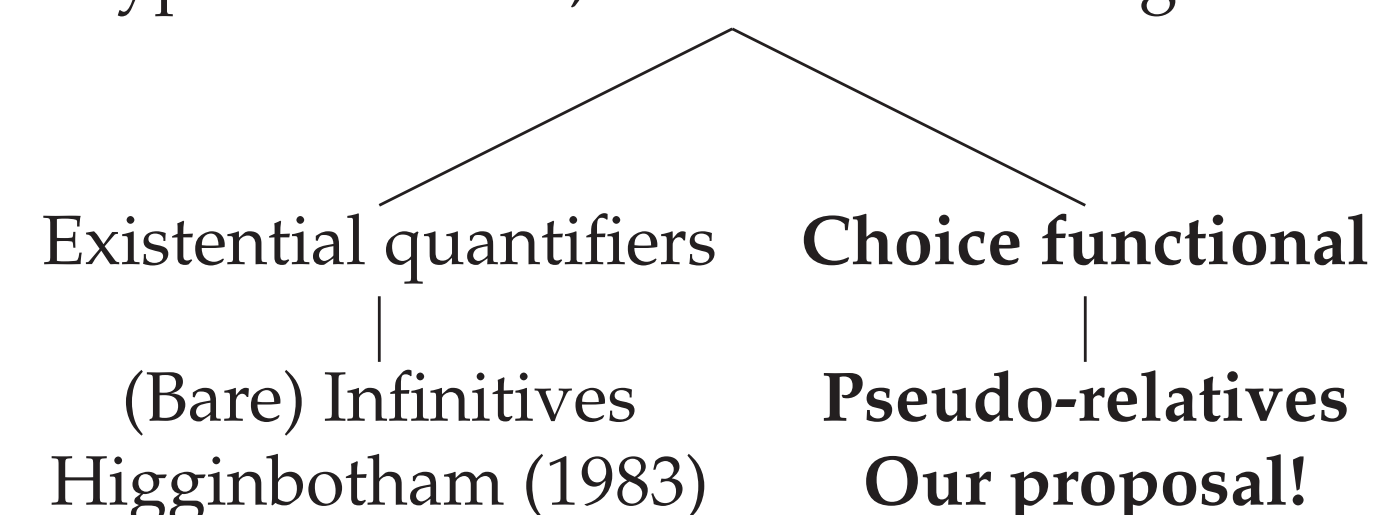 Existential quantifiers Choice functional
(Bare) Infinitives Pseudo-relatives
Higginbotham (1983) Our proposal!